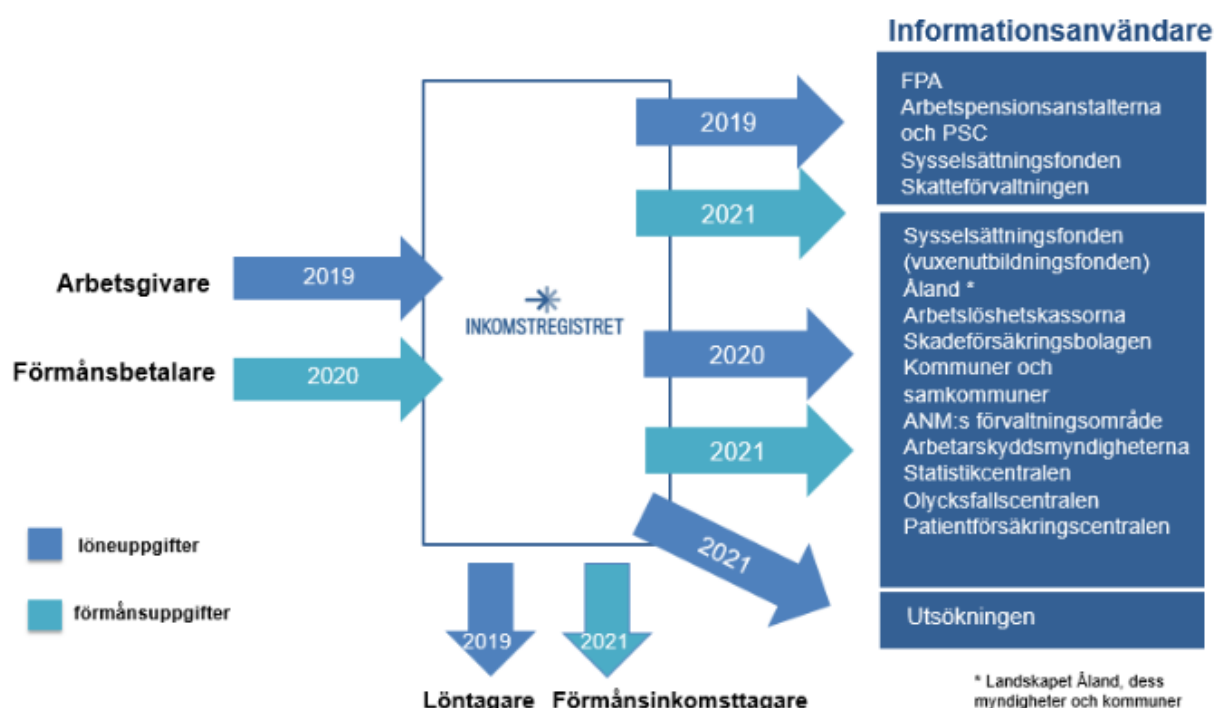 Informationsanvändare
FPA
Arbetspensionsanstalterna
och PSC
Sysselsättningsfonden
Skatteförvaltningen
2019
2021
Sysselsättningsfonden
(vuxenutbildningsfonden)
Åland *
Arbetslöshetskassorna
Skadeförsäkringsbolagen
Kommuner och
samkommuner
ANM:s förvaltningsområde
Arbetarskyddsmyndigheterna
Statistikcentralen
Olycksfallscentralen
Patientförsäkringscentralen
Arbetsgivare
2019
Förmånsbetalare
2020
INKOMSTREGISTRET
2020
2021
2021
Utsökningen
löneuppgifter
förmånsuppgifter
2019
2021
Löntagare Förmånsinkomsttagare
* Landskapet Åland, dess
myndigheter och kommuner